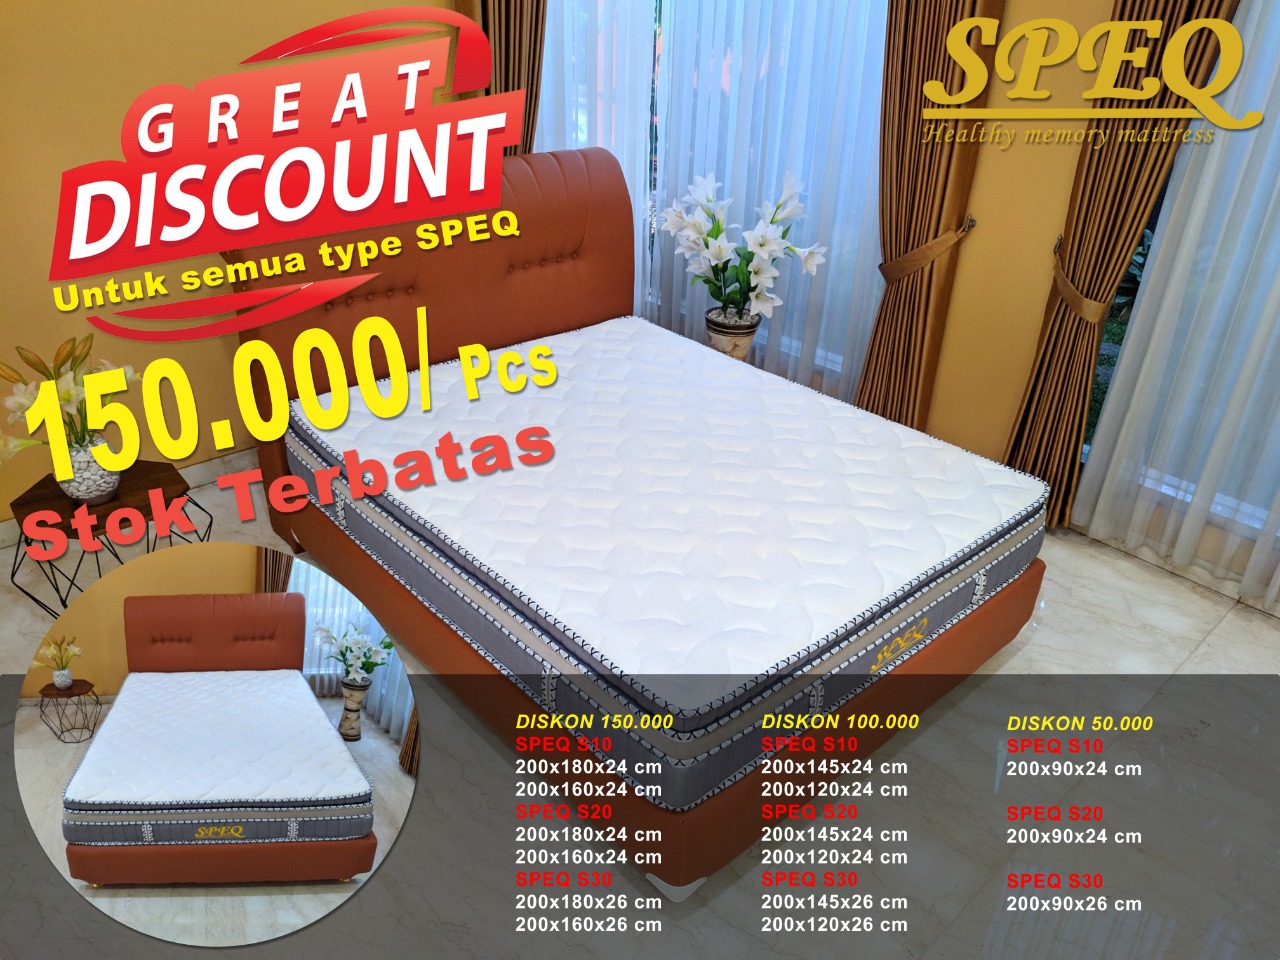 GREAT
DISCOUNT
Untuk semua type SPEQ
150.000/ Pcs
Stok Terbatas
SPEQ
Healthy memory mattress
SPEQ
SPEQ
DISKON 150.000
SPEQ S10
200x180x24 cm
200x160x24 cm
SPEQ S20
200x180x24 cm
200x160x24 cm
SPEQ S30
200x180x26 cm
200x160x26 cm
DISKON 100.000
SPEQ S10
200x145x24 cm
200x120x24 cm
SPEQ S20
200x145x24 cm
200x120x24 cm
SPEQ S30
200x145x26 cm
200x120x26 cm
DISKON 50.000
SPEQ S10
200x90x24 cm
SPEQ S20
200x90x24 cm
SPEQ S30
200x90x26 cm